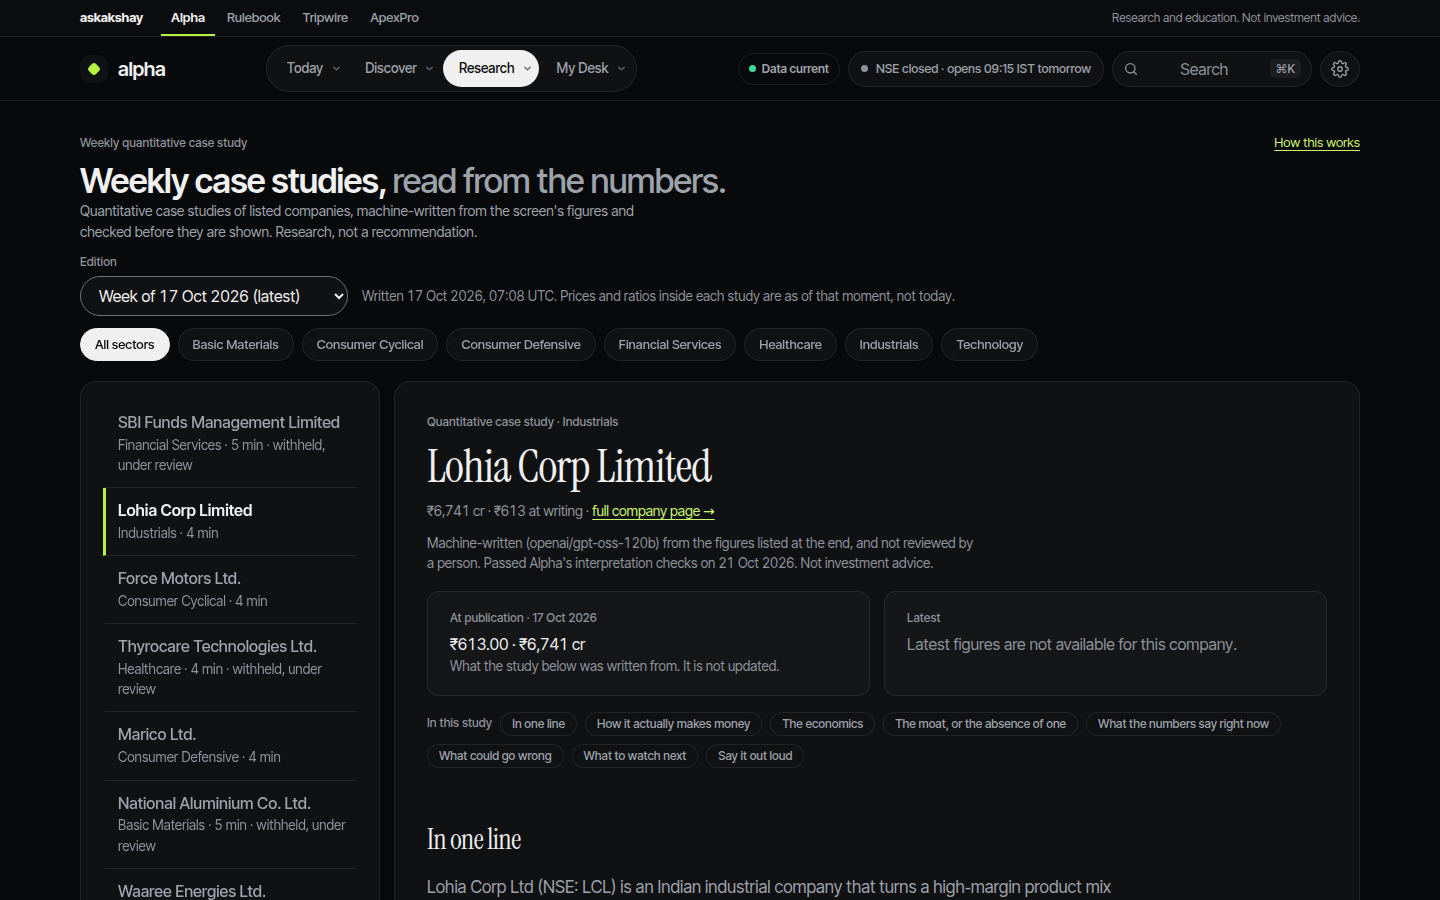 askakshay Alpha Rulebook Tripwire ApexPro Research and education. Not investment advice.
alpha Today Discover Research My Desk Data current NSE closed · opens 09:15 IST tomorrow Search ⌘K
Weekly quantitative case study How this works
Weekly case studies, read from the numbers.
Quantitative case studies of listed companies, machine-written from the screen's figures and
checked before they are shown. Research, not a recommendation.
Edition
Week of 17 Oct 2026 (latest) Written 17 Oct 2026, 07:08 UTC. Prices and ratios inside each study are as of that moment, not today.
All sectors Basic Materials Consumer Cyclical Consumer Defensive Financial Services Healthcare Industrials Technology
SBI Funds Management Limited
Financial Services · 5 min · withheld,
under review
Lohia Corp Limited
Industrials · 4 min
Force Motors Ltd.
Consumer Cyclical · 4 min
Thyrocare Technologies Ltd.
Healthcare · 4 min · withheld, under
review
Marico Ltd.
Consumer Defensive · 4 min
National Aluminium Co. Ltd.
Basic Materials · 5 min · withheld, under
review
Waaree Energies Ltd.
Quantitative case study · Industrials
Lohia Corp Limited
₹6,741 cr · ₹613 at writing · full company page →
Machine-written (openai/gpt-oss-120b) from the figures listed at the end, and not reviewed by
a person. Passed Alpha's interpretation checks on 21 Oct 2026. Not investment advice.
At publication · 17 Oct 2026
₹613.00 · ₹6,741 cr
What the study below was written from. It is not updated.
Latest
Latest figures are not available for this company.
In this study In one line How it actually makes money The economics The moat, or the absence of one What the numbers say right now
What could go wrong What to watch next Say it out loud
In one line
Lohia Corp Ltd (NSE: LCL) is an Indian industrial company that turns a high-margin product mix